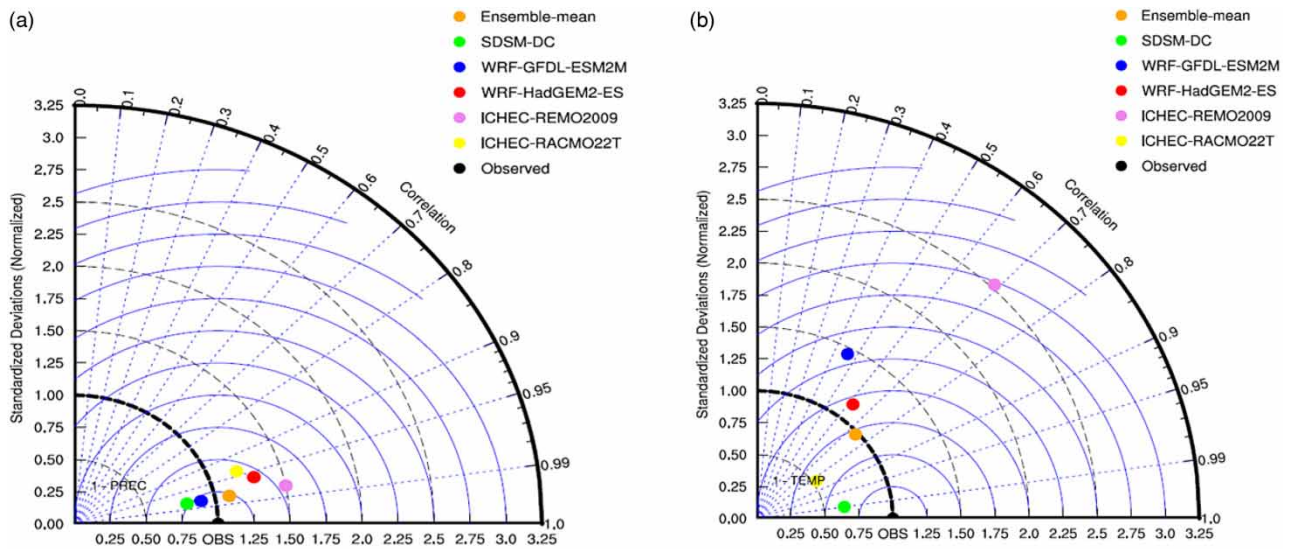 (a)
Ensemble-mean
SDSM-DC
WRF-GFDL-ESM2M
WRF-HadGEM2-ES
ICHEC-REMO2009
ICHEC-RACMO22T
Observed
Standardized Deviations (Normalized)
3.25
3.0
2.75
2.5
2.25
2.0
1.75
1.50
1.25
1.00
0.75
0.50
0.25
0.00
0.0
0.1
0.2
0.3
0.4
0.5
0.6
Correlation
0.7
0.8
0.9
0.95
0.99
1.0
1 - PREC
0.25 0.50 0.75 OBS 1.25 1.50 1.75 2.0 2.25 2.5 2.75 3.0 3.25
(b)
Ensemble-mean
SDSM-DC
WRF-GFDL-ESM2M
WRF-HadGEM2-ES
ICHEC-REMO2009
ICHEC-RACMO22T
Observed
Standardized Deviations (Normalized)
3.25
3.0
2.75
2.5
2.25
2.0
1.75
1.50
1.25
1.00
0.75
0.50
0.25
0.00
0.0
0.1
0.2
0.3
0.4
0.5
0.6
Correlation
0.7
0.8
0.9
0.95
0.99
1.0
1 - TEMP
0.25 0.50 0.75 OBS 1.25 1.50 1.75 2.0 2.25 2.5 2.75 3.0 3.25